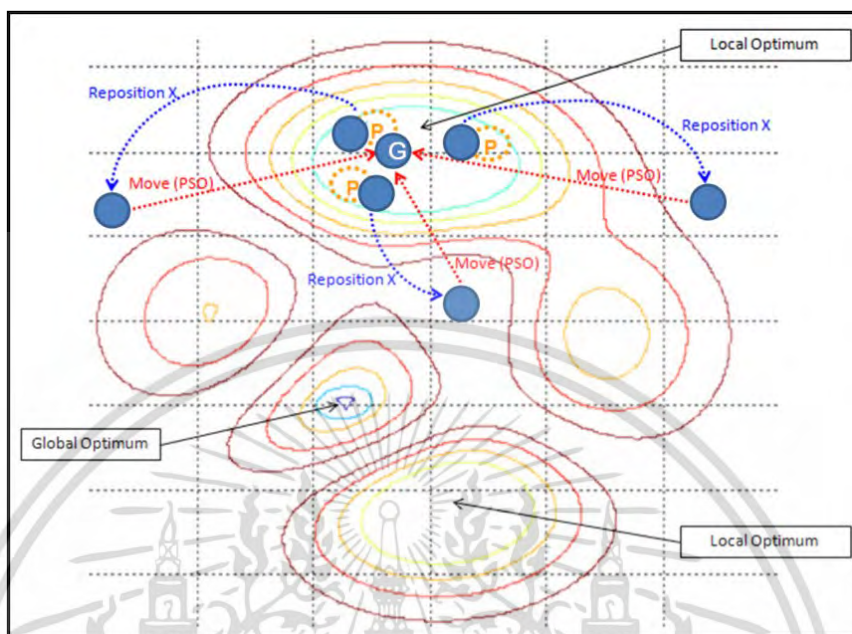 Local Optimum
Reposition X
Reposition X
P
G
P
P
Move (PSO)
Move (PSO)
Reposition X
Move (PSO)
Global Optimum
Local Optimum